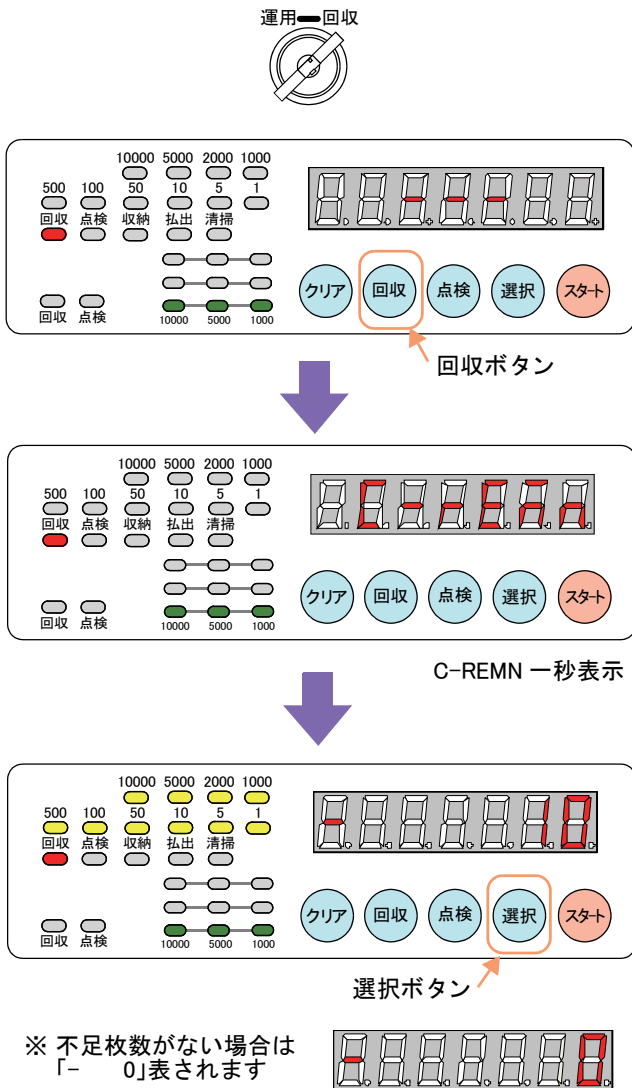 運用 回収
10000 5000 2000 1000
500 100 50 10 5 1
回収 点検 収納 払出 清掃
回収 点検
10000 5000 1000
---
クリア 回収 点検 選択 スタート
回収ボタン
10000 5000 2000 1000
500 100 50 10 5 1
回収 点検 収納 払出 清掃
回収 点検
10000 5000 1000
C-rEMn
クリア 回収 点検 選択 スタート
C-REMN 一秒表示
10000 5000 2000 1000
500 100 50 10 5 1
回収 点検 収納 払出 清掃
回収 点検
10000 5000 1000
- 10
クリア 回収 点検 選択 スタート
選択ボタン
※ 不足枚数がない場合は
「- 0」表されます
- 0